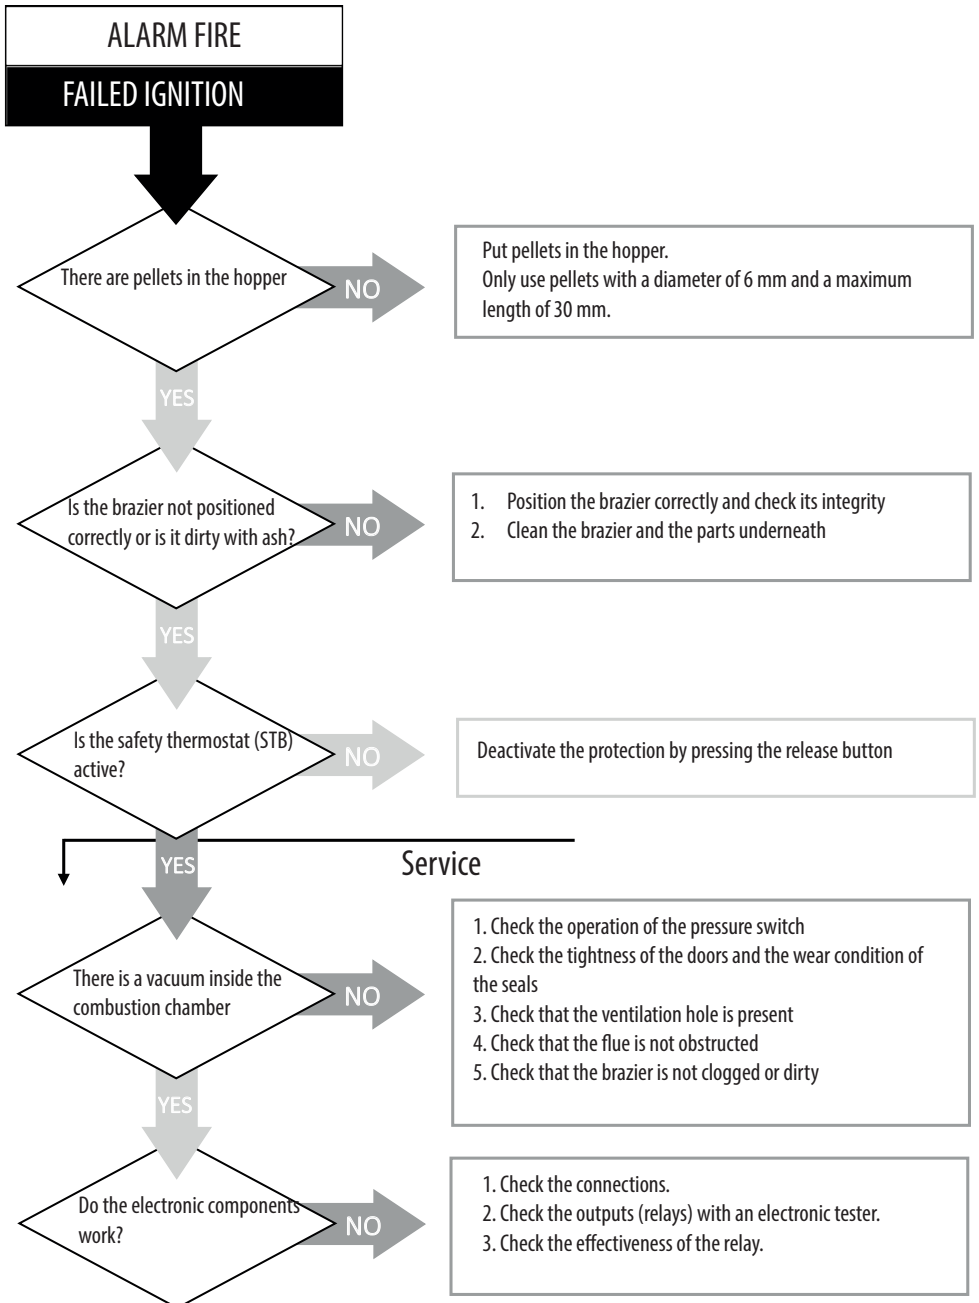 ALARM FIRE
FAILED IGNITION
There are pellets in the hopper
NO
Put pellets in the hopper.
Only use pellets with a diameter of 6 mm and a maximum
length of 30 mm.
YES
Is the brazier not positioned
correctly or is it dirty with ash?
NO
1. Position the brazier correctly and check its integrity
2. Clean the brazier and the parts underneath
YES
Is the safety thermostat (STB)
active?
NO
Deactivate the protection by pressing the release button
YES
Service
There is a vacuum inside the
combustion chamber
NO
1. Check the operation of the pressure switch
2. Check the tightness of the doors and the wear condition of
the seals
3. Check that the ventilation hole is present
4. Check that the flue is not obstructed
5. Check that the brazier is not clogged or dirty
YES
Do the electronic components
work?
NO
1. Check the connections.
2. Check the outputs (relays) with an electronic tester.
3. Check the effectiveness of the relay.